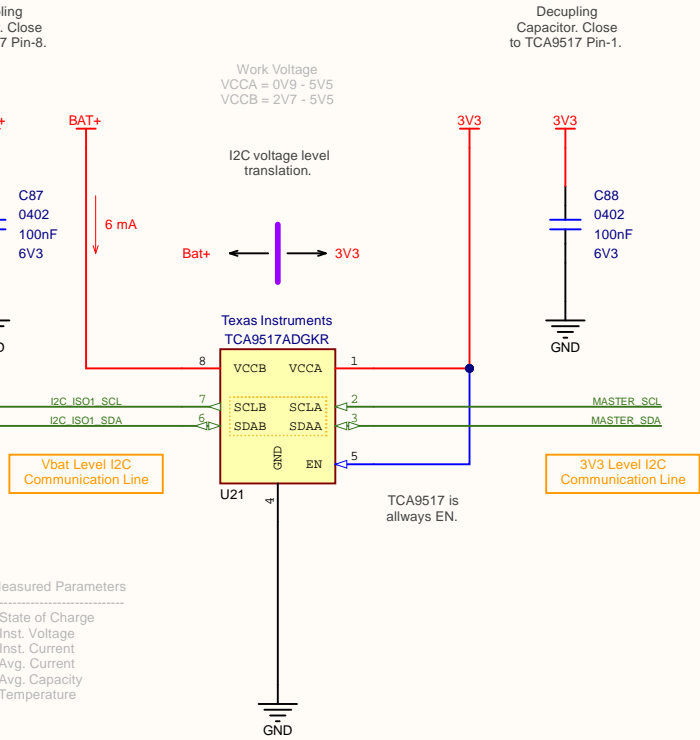 ling
. Close
7 Pin-8.
Decupling
Capacitor. Close
to TCA9517 Pin-1.
Work Voltage
VCCA = 0V9 - 5V5
VCCB = 2V7 - 5V5
+
BAT+
3V3
3V3
I2C voltage level
translation.
C87
0402
100nF
6V3
6 mA
C88
0402
100nF
6V3
Bat+
3V3
Texas Instruments
TCA9517ADGKR
D
GND
8
VCCB
VCCA
1
7
SCLB
SCLA
2
6
SDAB
SDAA
3
I2C_ISO1_SCL
I2C_ISO1_SDA
MASTER_SCL
MASTER_SDA
GND
EN
5
4
U21
Vbat Level I2C
Communication Line
3V3 Level I2C
Communication Line
TCA9517 is
allways EN.
easured Parameters
------------------------------
State of Charge
Inst. Voltage
Inst. Current
Avg. Current
Avg. Capacity
Temperature
GND